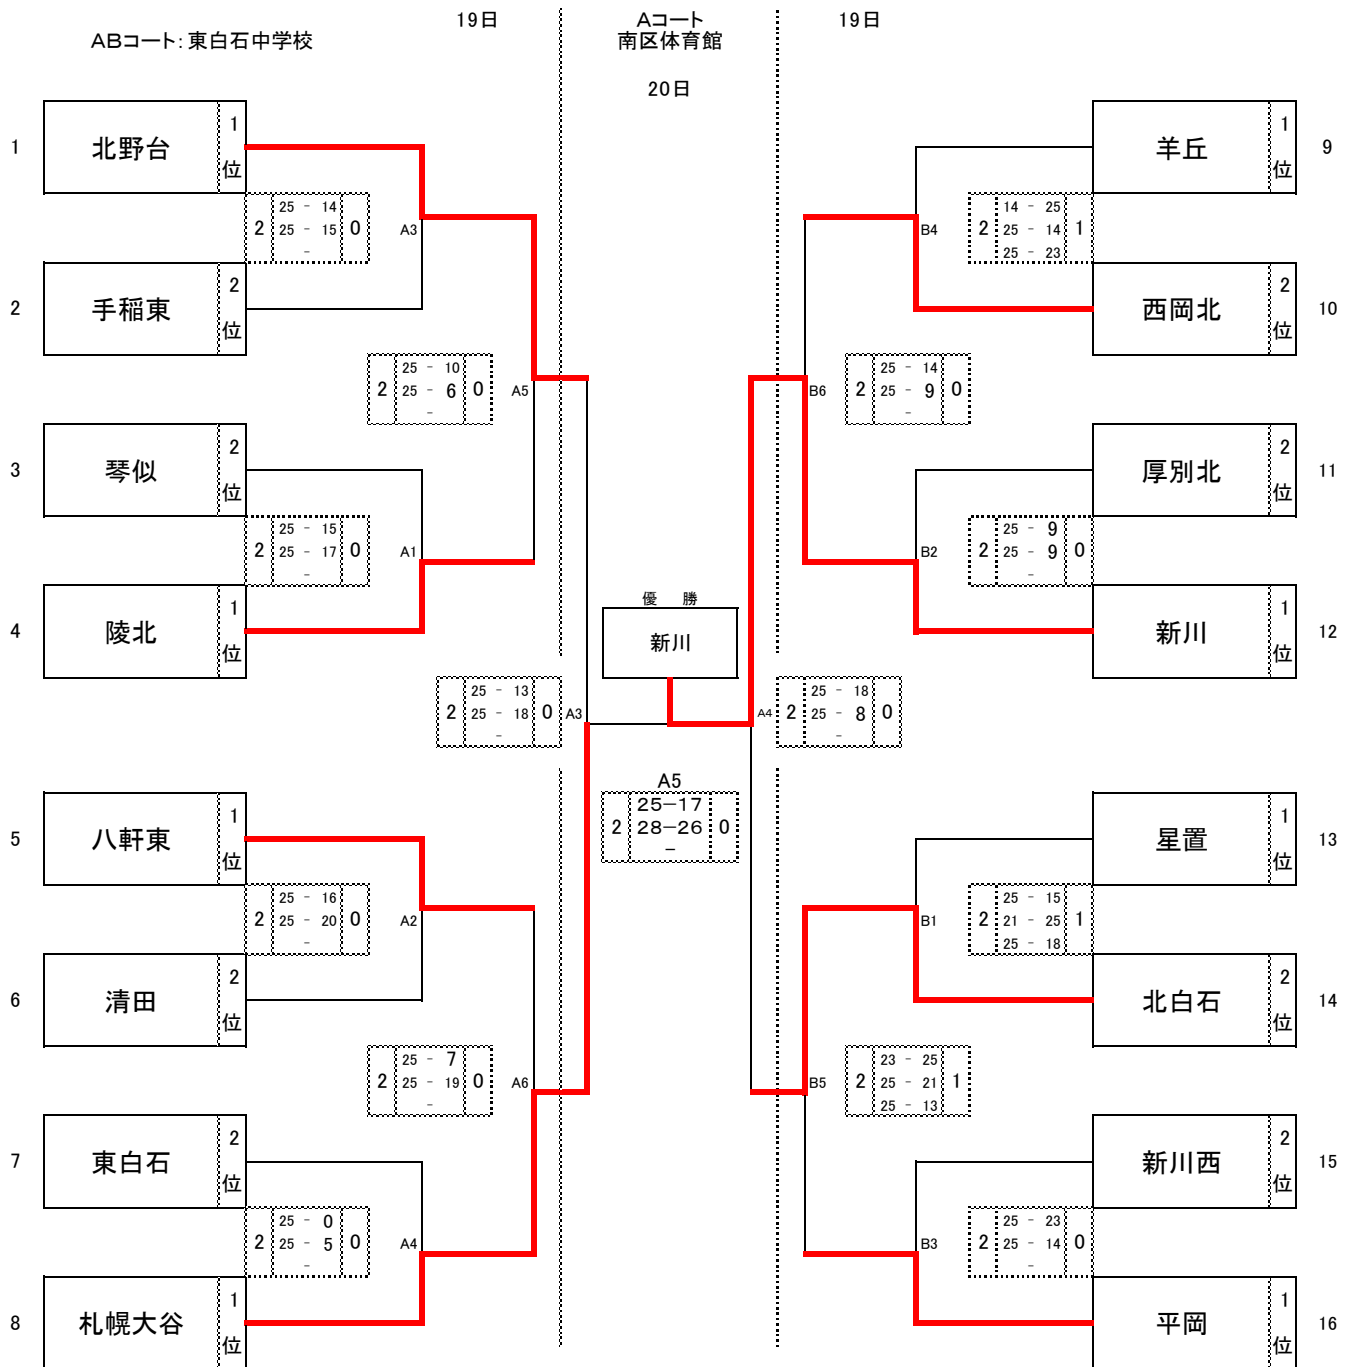 19日
Aコート
19日
ABコート：東白石中学校
南区体育館
20日
1
北野台
1位
羊丘
1位
9
25 - 14
2 25 - 15 0
-
A3
B4
14 - 25
2 25 - 14 1
25 - 23
2
手稲東
2位
西岡北
2位
10
25 - 10
2 25 - 6 0
-
A5
B6
25 - 14
2 25 - 9 0
-
3
琴似
2位
厚別北
2位
11
25 - 15
2 25 - 17 0
-
A1
B2
25 - 9
2 25 - 9 0
-
4
陵北
1位
優　勝
新川
新川
1位
12
25 - 13
2 25 - 18 0
-
A3
A4
25 - 18
2 25 - 8 0
-
A5
25－17
2 28－26 0
－
5
八軒東
1位
星置
1位
13
25 - 16
2 25 - 20 0
-
A2
B1
25 - 15
2 21 - 25 1
25 - 18
6
清田
2位
北白石
2位
14
25 - 7
2 25 - 19 0
-
A6
B5
23 - 25
2 25 - 21 1
25 - 13
7
東白石
2位
新川西
2位
15
25 - 0
2 25 - 5 0
-
A4
B3
25 - 23
2 25 - 14 0
-
8
札幌大谷
1位
平岡
1位
16